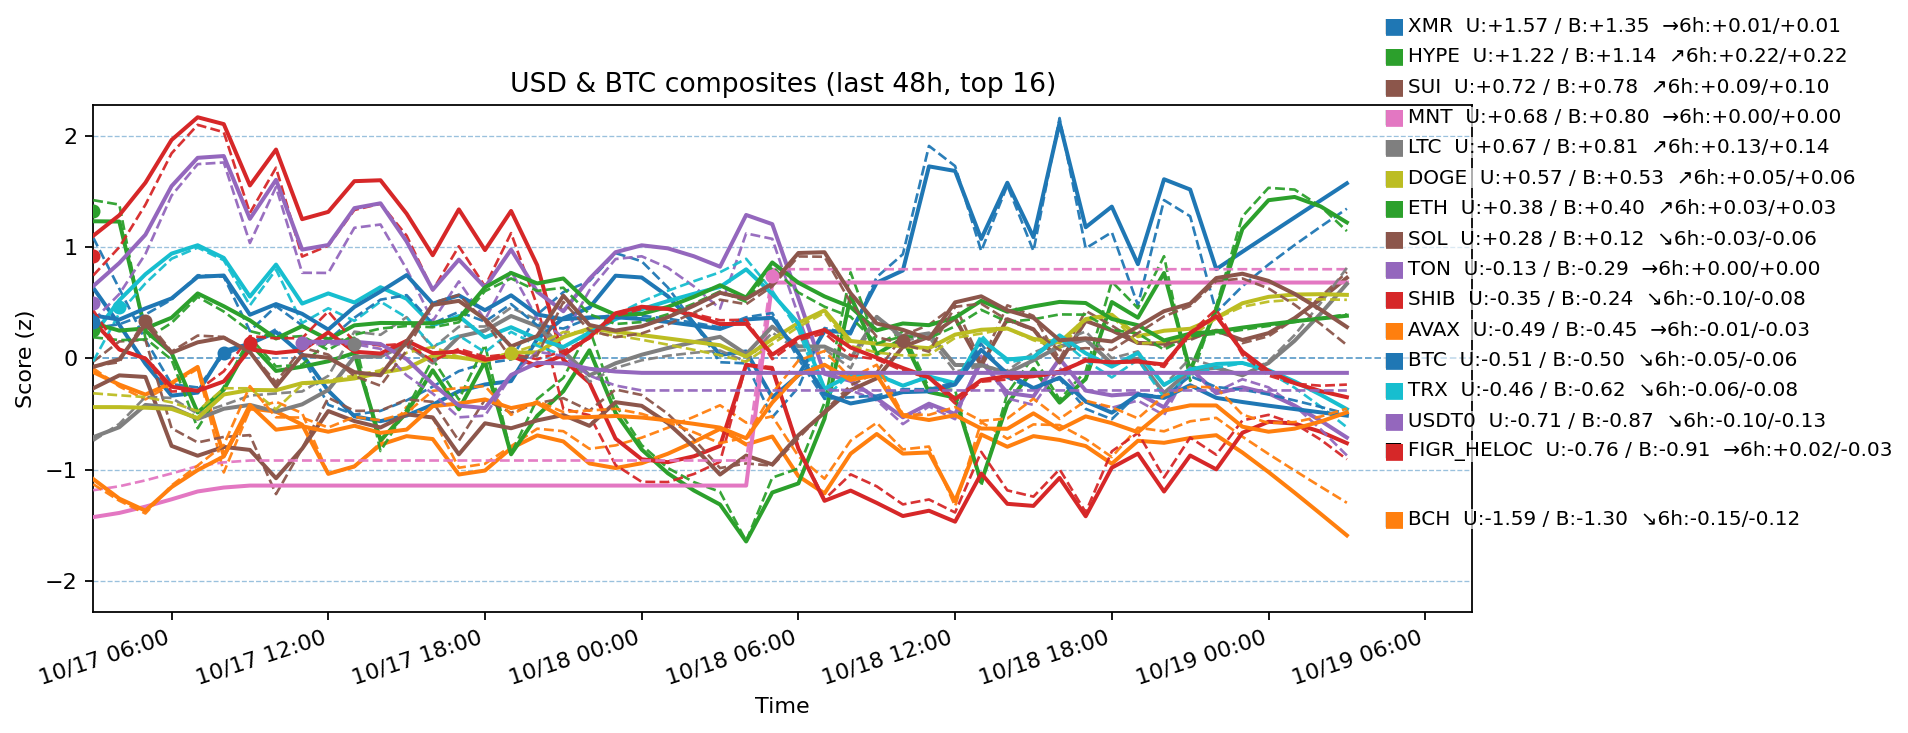 USD & BTC composites (last 48h, top 16)
XMR U:+1.57 / B:+1.35 →6h:+0.01/+0.01
HYPE U:+1.22 / B:+1.14 ↗6h:+0.22/+0.22
SUI U:+0.72 / B:+0.78 ↗6h:+0.09/+0.10
MNT U:+0.68 / B:+0.80 →6h:+0.00/+0.00
LTC U:+0.67 / B:+0.81 ↗6h:+0.13/+0.14
DOGE U:+0.57 / B:+0.53 ↗6h:+0.05/+0.06
ETH U:+0.38 / B:+0.40 ↗6h:+0.03/+0.03
SOL U:+0.28 / B:+0.12 ↘6h:-0.03/-0.06
TON U:-0.13 / B:-0.29 →6h:+0.00/+0.00
SHIB U:-0.35 / B:-0.24 ↘6h:-0.10/-0.08
AVAX U:-0.49 / B:-0.45 →6h:-0.01/-0.03
BTC U:-0.51 / B:-0.50 ↘6h:-0.05/-0.06
TRX U:-0.46 / B:-0.62 ↘6h:-0.06/-0.08
USDT0 U:-0.71 / B:-0.87 ↘6h:-0.10/-0.13
FIGR_HELOC U:-0.76 / B:-0.91 →6h:+0.02/-0.03
BCH U:-1.59 / B:-1.30 ↘6h:-0.15/-0.12
Score (z)
2
1
0
−1
−2
10/17 06:00
10/17 12:00
10/17 18:00
10/18 00:00
10/18 06:00
10/18 12:00
10/18 18:00
10/19 00:00
10/19 06:00
Time